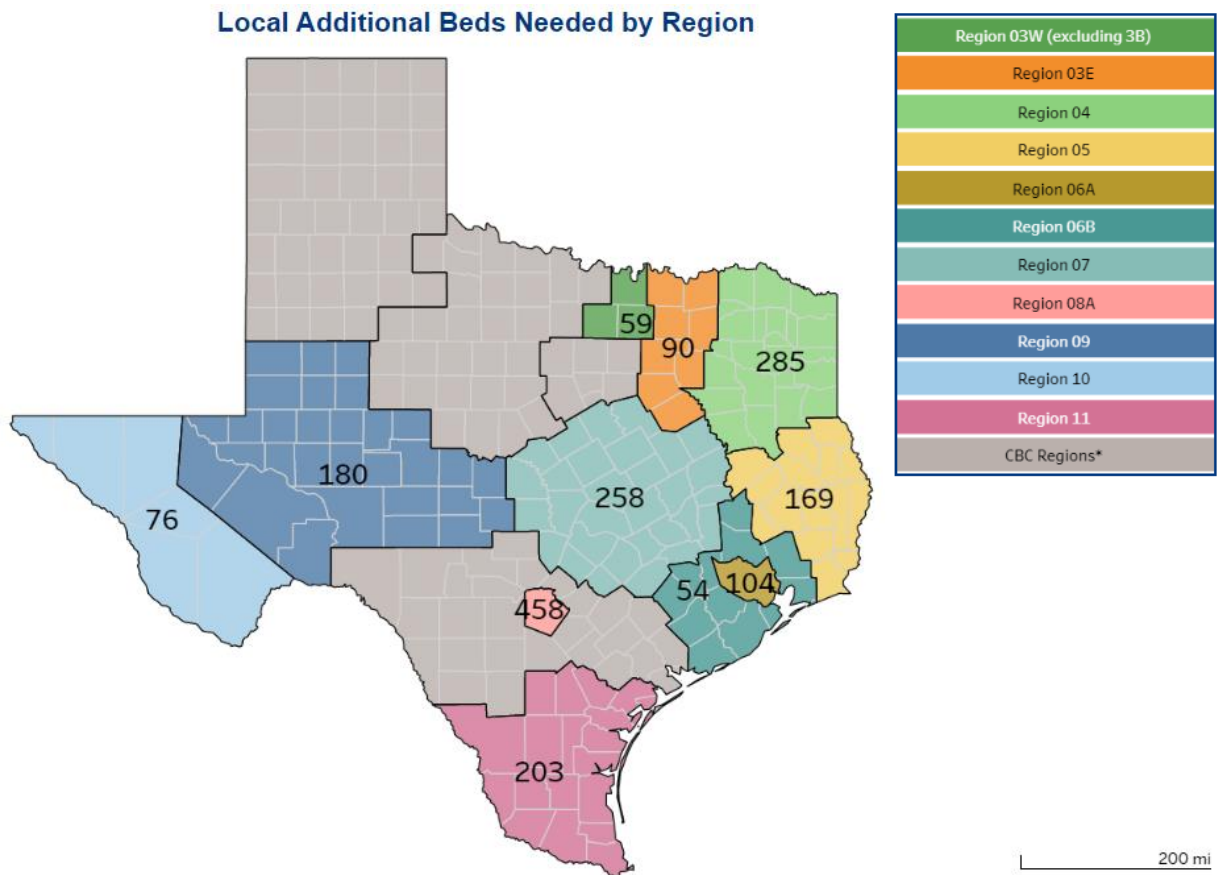 Local Additional Beds Needed by Region
Region 03W (excluding 3B)
Region 03E
Region 04
Region 05
Region 06A
Region 06B
Region 07
Region 08A
Region 09
Region 10
Region 11
CBC Regions*
59
90
285
180
258
169
76
54
104
458
203
200 mi